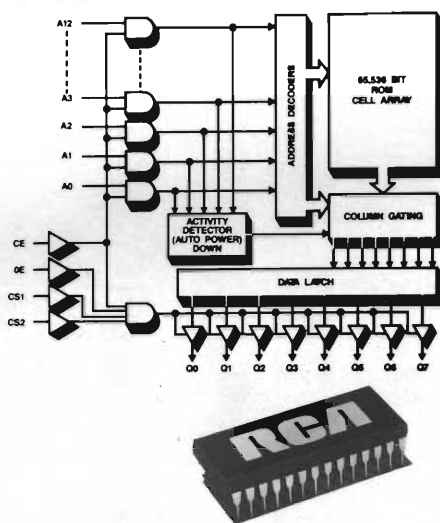 A12
A3
A2
A1
A0
ADDRESS DECODERS
65,536 BIT
ROM
CELL ARRAY
ACTIVITY
DETECTOR
(AUTO POWER)
DOWN
COLUMN GATING
CE
OE
CS1
CS2
DATA LATCH
Q0 Q1 Q2 Q3 Q4 Q5 Q6 Q7
RCA